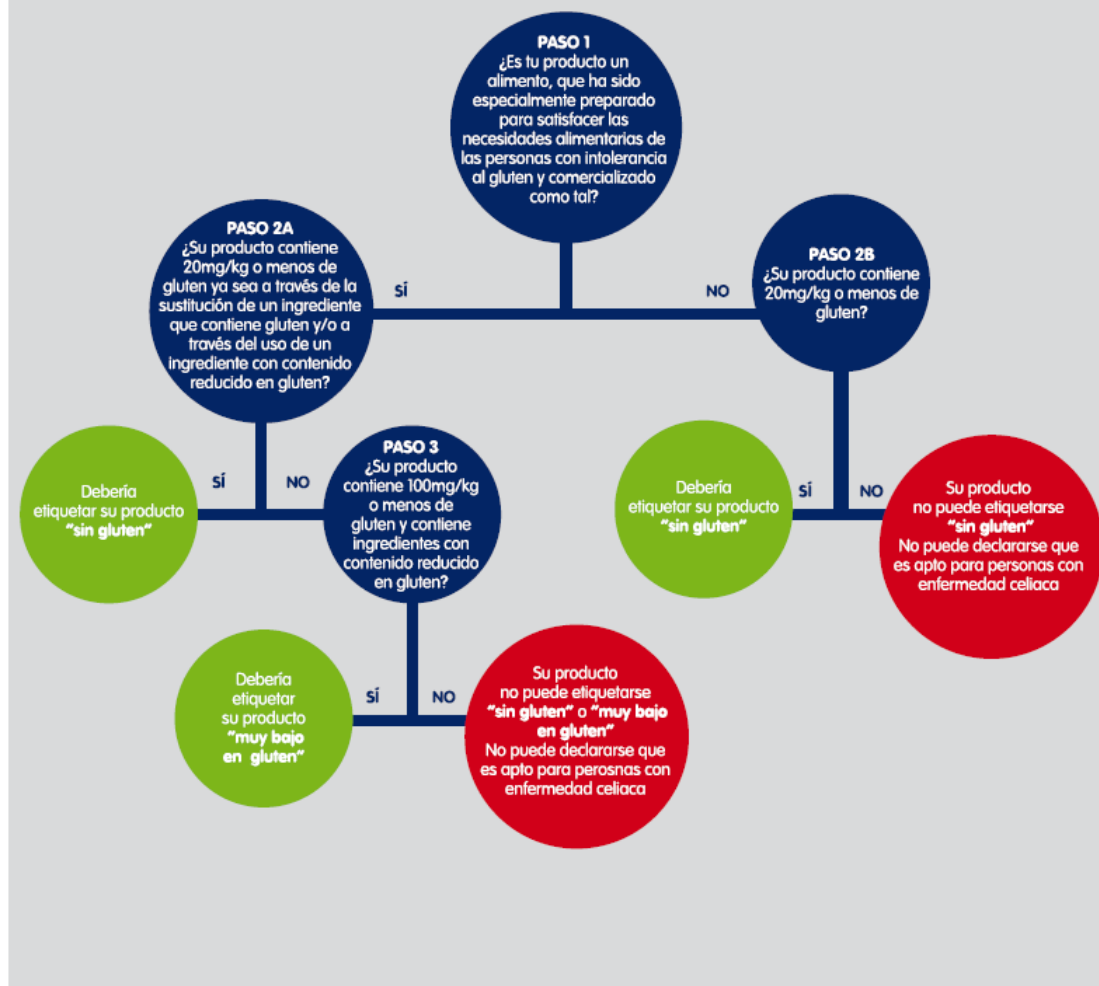 PASO 1
¿Es tu producto un
alimento, que ha sido
especialmente preparado
para satisfacer las
necesidades alimentarias de
las personas con intolerancia
al gluten y comercializado
como tal?
PASO 2A
¿Su producto contiene
20mg/kg o menos de
gluten ya sea a través de la
sustitución de un ingrediente
que contiene gluten y/o a
través del uso de un
ingrediente con contenido
reducido en gluten?
SÍ
NO
PASO 2B
¿Su producto contiene
20mg/kg o menos de
gluten?
Debería
etiquetar su producto
"sin gluten"
SÍ
NO
PASO 3
¿Su producto
contiene 100mg/kg
o menos de
gluten y contiene
ingredientes con
contenido reducido
en gluten?
Debería
etiquetar su producto
"sin gluten"
SÍ
NO
Su producto
no puede etiquetarse
"sin gluten"
No puede declararse que
es apto para personas con
enfermedad celiaca
Debería
etiquetar
su producto
"muy bajo
en gluten"
SÍ
NO
Su producto
no puede etiquetarse
"sin gluten" o "muy bajo
en gluten"
No puede declararse que
es apto para perosnas con
enfermedad celiaca